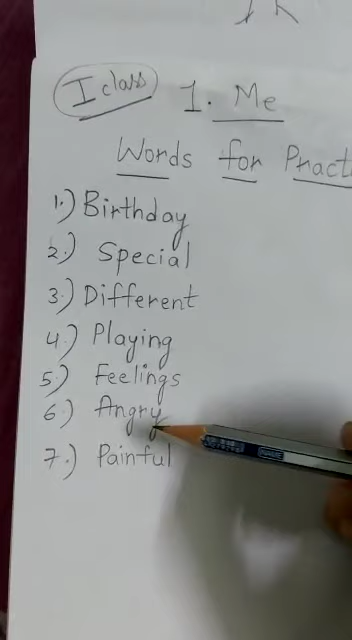 I class
1. Me
Words for Pract
1.) Birthday
2.) Special
3.) Different
4.) Playing
5.) Feelings
6.) Angry
7.) Painful
NAME